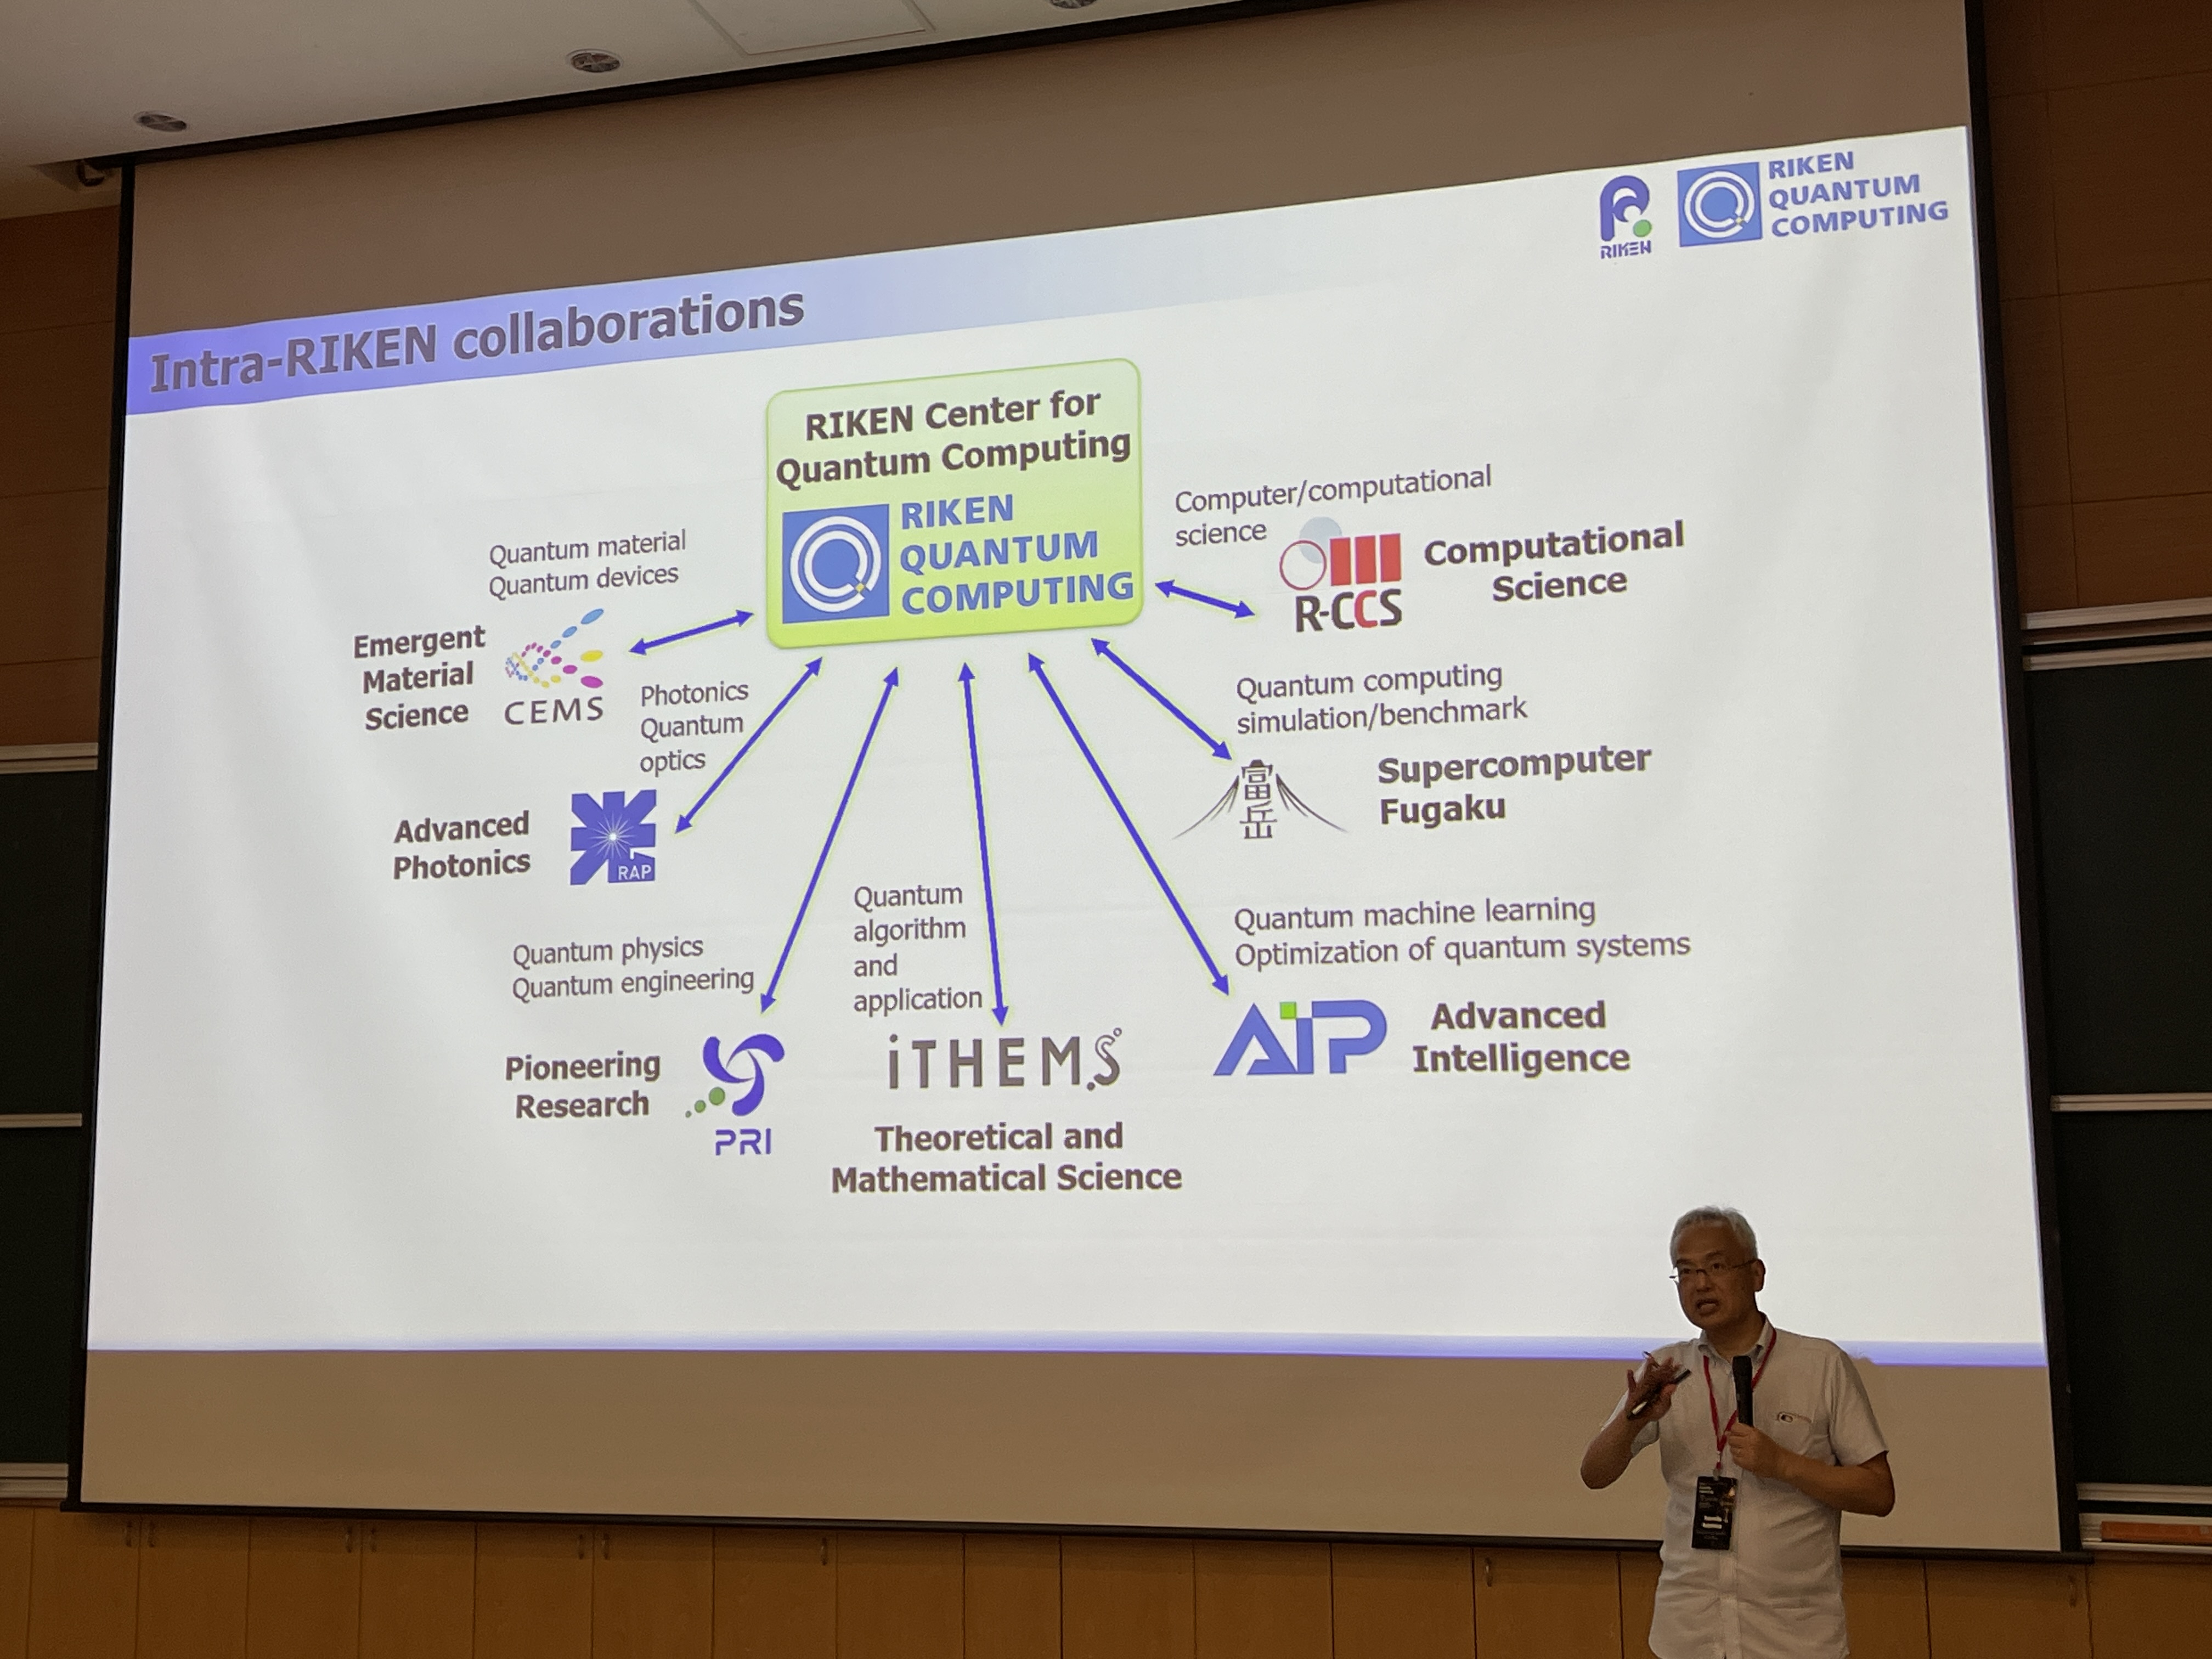 RIKEN
RIKEN
QUANTUM
COMPUTING
Intra-RIKEN collaborations
RIKEN Center for
Quantum Computing
RIKEN
QUANTUM
COMPUTING
Quantum material
Quantum devices
Emergent
Material
Science
CEMS
Photonics
Quantum
optics
Advanced
Photonics
RAP
Quantum physics
Quantum engineering
Pioneering
Research
PRI
Quantum
algorithm
and
application
iTHEMS
Theoretical and
Mathematical Science
Computer/computational
science
R-CCS
Computational
Science
Quantum computing
simulation/benchmark
富岳
Supercomputer
Fugaku
Quantum machine learning
Optimization of quantum systems
AIP
Advanced
Intelligence